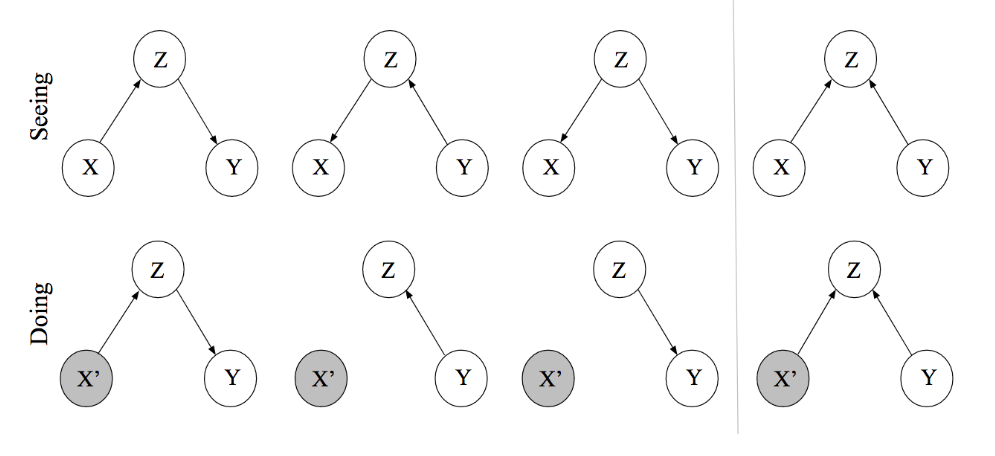 Seeing
Z Z Z Z
X Y X Y X Y X Y
Doing
Z Z Z Z
X' Y X' Y X' Y X' Y